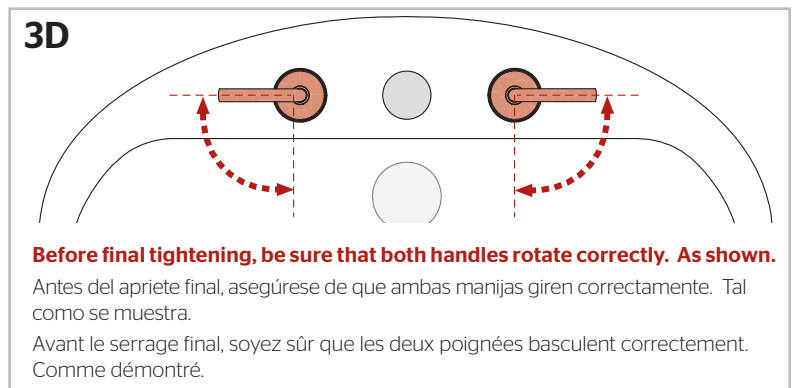 3D
Before final tightening, be sure that both handles rotate correctly.  As shown.
Antes del apriete final, asegúrese de que ambas manijas giren correctamente.  Tal
como se muestra.
Avant le serrage final, soyez sûr que les deux poignées basculent correctement.
Comme démontré.